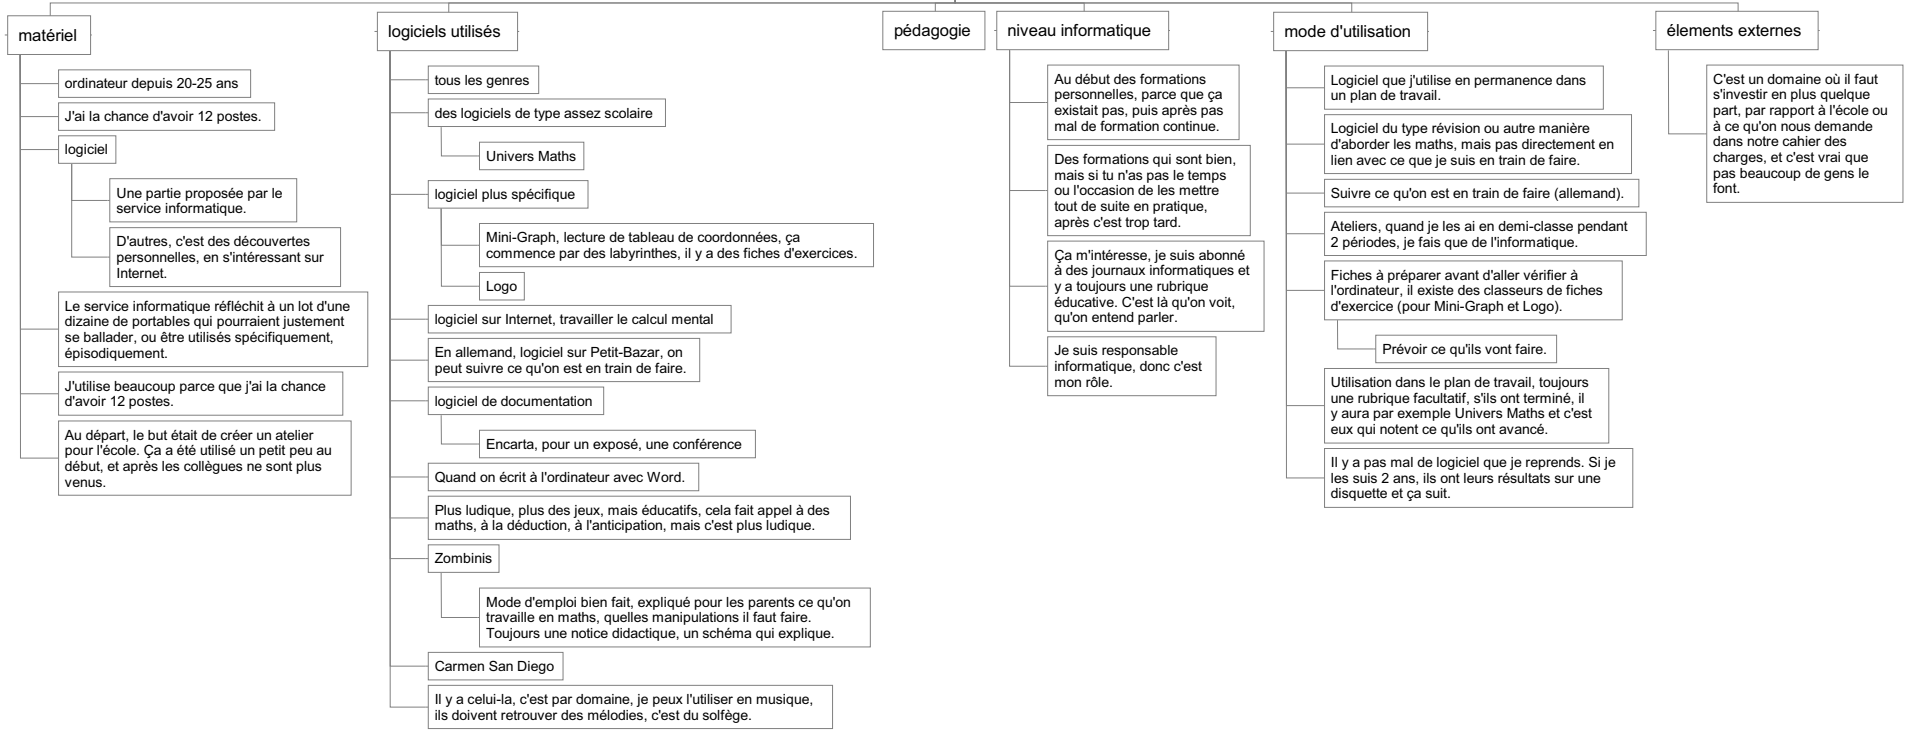 matériel
ordinateur depuis 20-25 ans
J'ai la chance d'avoir 12 postes.
logiciel
Une partie proposée par le
service informatique.
D'autres, c'est des découvertes
personnelles, en s'intéressant sur
Internet.
Le service informatique réfléchit à un lot d'une
dizaine de portables qui pourraient justement
se ballader, ou être utilisés spécifiquement,
épisodiquement.
J'utilise beaucoup parce que j'ai la chance
d'avoir 12 postes.
Au départ, le but était de créer un atelier
pour l'école. Ça a été utilisé un petit peu au
début, et après les collègues ne sont plus
venus.
logiciels utilisés
tous les genres
des logiciels de type assez scolaire
Univers Maths
logiciel plus spécifique
Mini-Graph, lecture de tableau de coordonnées, ça
commence par des labyrinthes, il y a des fiches d'exercices.
Logo
logiciel sur Internet, travailler le calcul mental
En allemand, logiciel sur Petit-Bazar, on
peut suivre ce qu'on est en train de faire.
logiciel de documentation
Encarta, pour un exposé, une conférence
Quand on écrit à l'ordinateur avec Word.
Plus ludique, plus des jeux, mais éducatifs, cela fait appel à des
maths, à la déduction, à l'anticipation, mais c'est plus ludique.
Zombinis
Mode d'emploi bien fait, expliqué pour les parents ce qu'on
travaille en maths, quelles manipulations il faut faire.
Toujours une notice didactique, un schéma qui explique.
Carmen San Diego
Il y a celui-la, c'est par domaine, je peux l'utiliser en musique,
ils doivent retrouver des mélodies, c'est du solfège.
pédagogie
niveau informatique
Au début des formations
personnelles, parce que ça
existait pas, puis après pas
mal de formation continue.
Des formations qui sont bien,
mais si tu n'as pas le temps
ou l'occasion de les mettre
tout de suite en pratique,
après c'est trop tard.
Ça m'intéresse, je suis abonné
à des journaux informatiques et
y a toujours une rubrique
éducative. C'est là qu'on voit,
qu'on entend parler.
Je suis responsable
informatique, donc c'est
mon rôle.
mode d'utilisation
Logiciel que j'utilise en permanence dans
un plan de travail.
Logiciel du type révision ou autre manière
d'aborder les maths, mais pas directement en
lien avec ce que je suis en train de faire.
Suivre ce qu'on est en train de faire (allemand).
Ateliers, quand je les ai en demi-classe pendant
2 périodes, je fais que de l'informatique.
Fiches à préparer avant d'aller vérifier à
l'ordinateur, il existe des classeurs de fiches
d'exercice (pour Mini-Graph et Logo).
Prévoir ce qu'ils vont faire.
Utilisation dans le plan de travail, toujours
une rubrique facultatif, s'ils ont terminé, il
y aura par exemple Univers Maths et c'est
eux qui notent ce qu'ils ont avancé.
Il y a pas mal de logiciel que je reprends. Si je
les suis 2 ans, ils ont leurs résultats sur une
disquette et ça suit.
élements externes
C'est un domaine où il faut
s'investir en plus quelque
part, par rapport à l'école ou
à ce qu'on nous demande
dans notre cahier des
charges, et c'est vrai que
pas beaucoup de gens le
font.